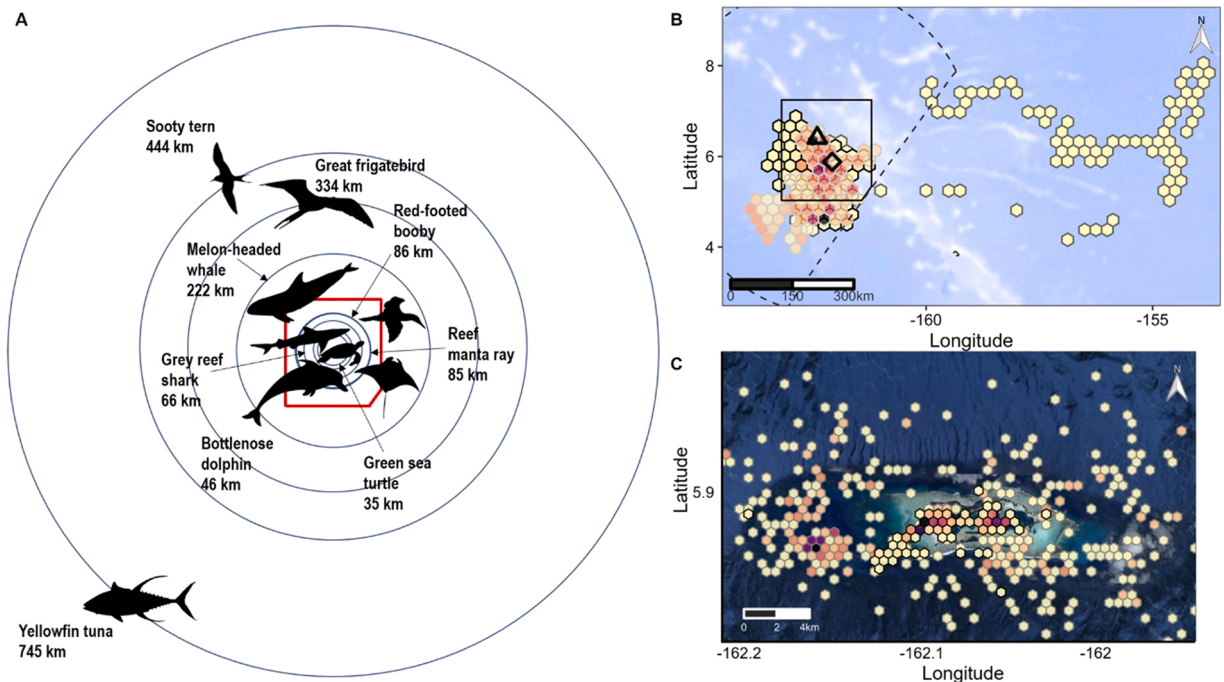 A
Sooty tern
444 km
Great frigatebird
334 km
Red-footed
booby
86 km
Melon-headed
whale
222 km
Reef
manta ray
85 km
Grey reef
shark
66 km
Bottlenose
dolphin
46 km
Green sea
turtle
35 km
Yellowfin tuna
745 km
B
N
8
6
4
Latitude
0
150
300km
-160
-155
Longitude
C
N
Latitude
5.9
0
2
4km
-162.2
-162.1
-162
Longitude